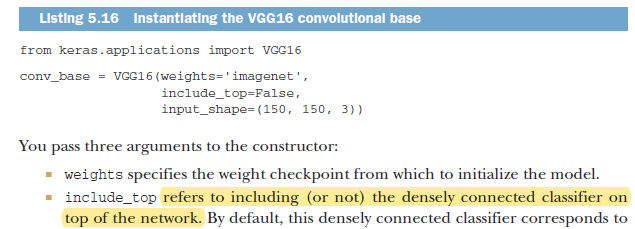 Listing 5.16 Instantiating the VGG16 convolutional base
from keras.applications import VGG16
conv_base = VGG16(weights='imagenet',
include_top=False,
input_shape=(150, 150, 3))
You pass three arguments to the constructor:
▪ weights specifies the weight checkpoint from which to initialize the model.
▪ include_top refers to including (or not) the densely connected classifier on
top of the network. By default, this densely connected classifier corresponds to